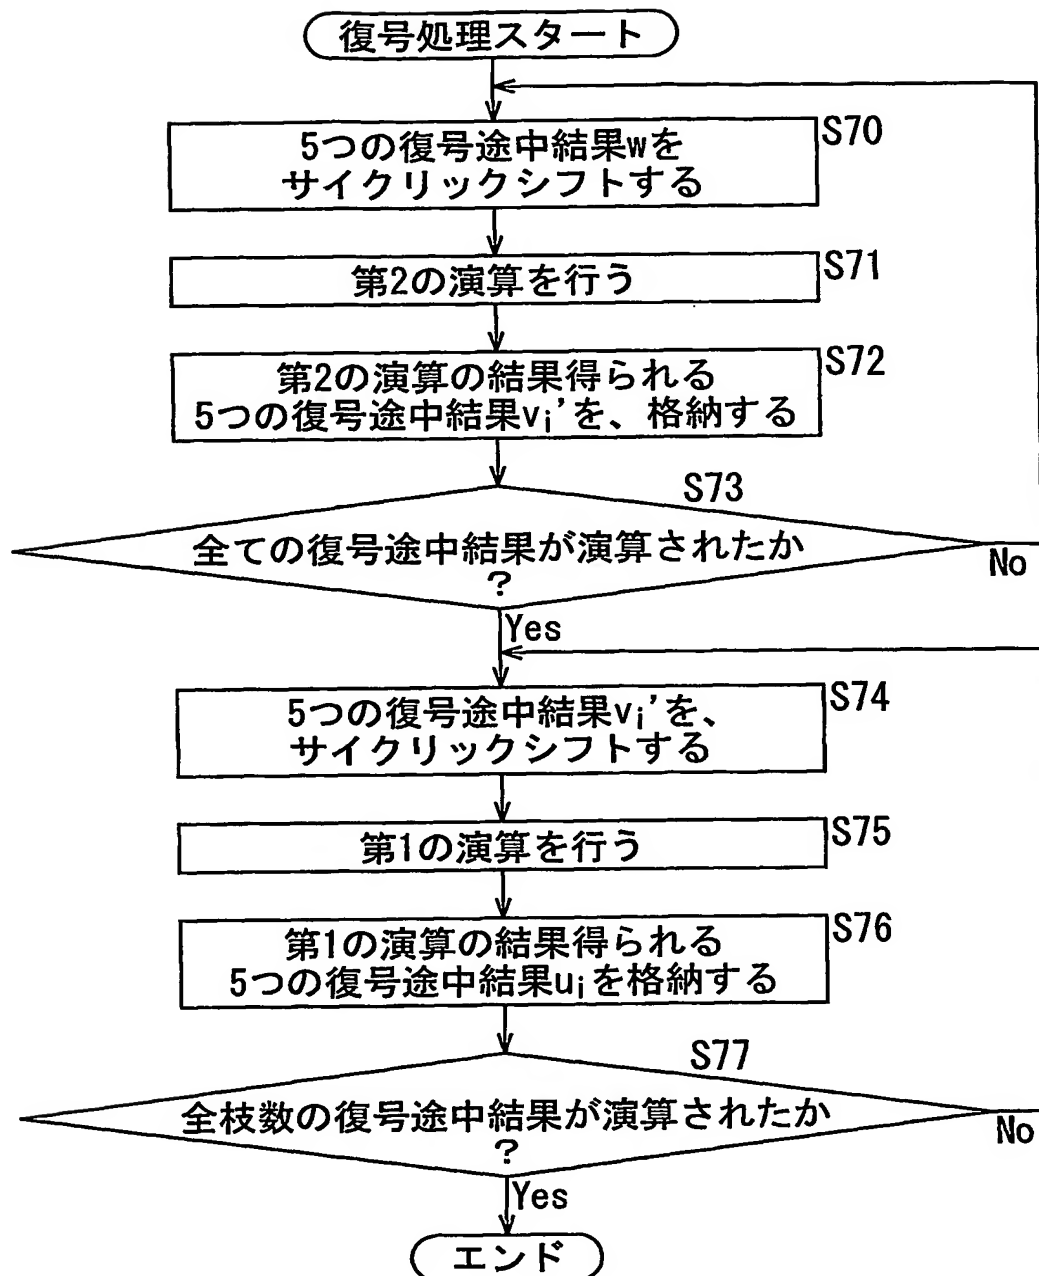 復号処理スタート
S70
5つの復号途中結果wを
サイクリックシフトする
S71
第2の演算を行う
S72
第2の演算の結果得られる
5つの復号途中結果vi'を、格納する
S73
全ての復号途中結果が演算されたか
?
No
Yes
S74
5つの復号途中結果vi'を、
サイクリックシフトする
S75
第1の演算を行う
S76
第1の演算の結果得られる
5つの復号途中結果uiを格納する
S77
全枝数の復号途中結果が演算されたか
?
No
Yes
エンド